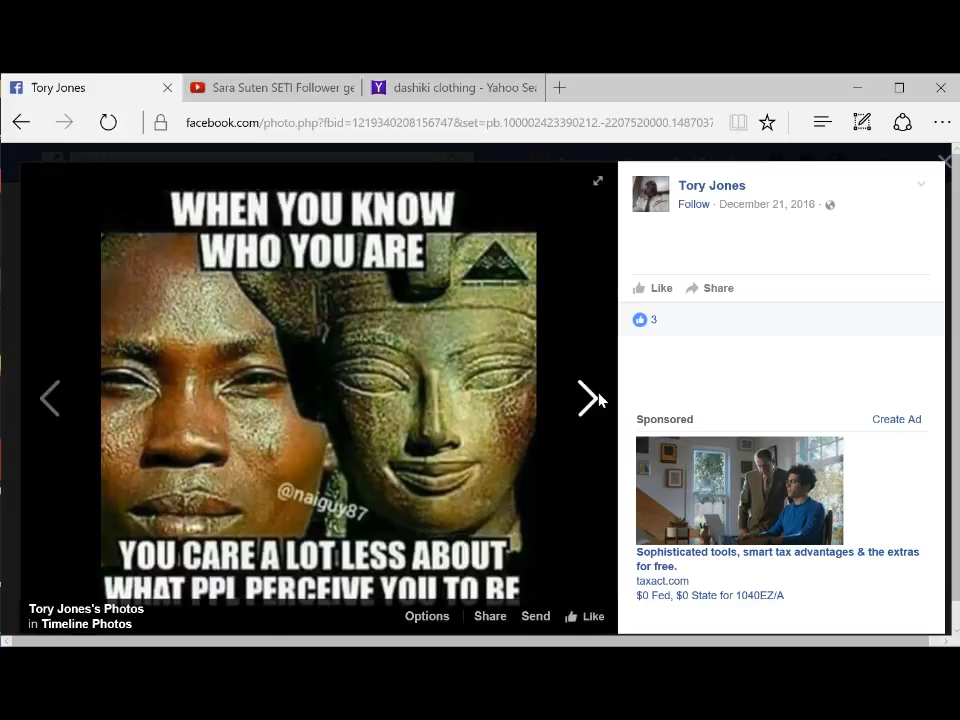 Tory Jones
Sara Suten SETI Follower ge
dashiki clothing - Yahoo Sea
facebook.com/photo.php?fbid=1219340208156747&set=pb.100002423390212.-2207520000.1487037
WHEN YOU KNOW
WHO YOU ARE
@naiguy87
YOU CARE A LOT LESS ABOUT
WHAT PPL PERCEIVE YOU TO BE
Tory Jones's Photos
in Timeline Photos
Options
Share
Send
Like
Tory Jones
Follow · December 21, 2016 ·
Like
Share
3
Sponsored
Create Ad
Sophisticated tools, smart tax advantages & the extras
for free.
taxact.com
$0 Fed, $0 State for 1040EZ/A